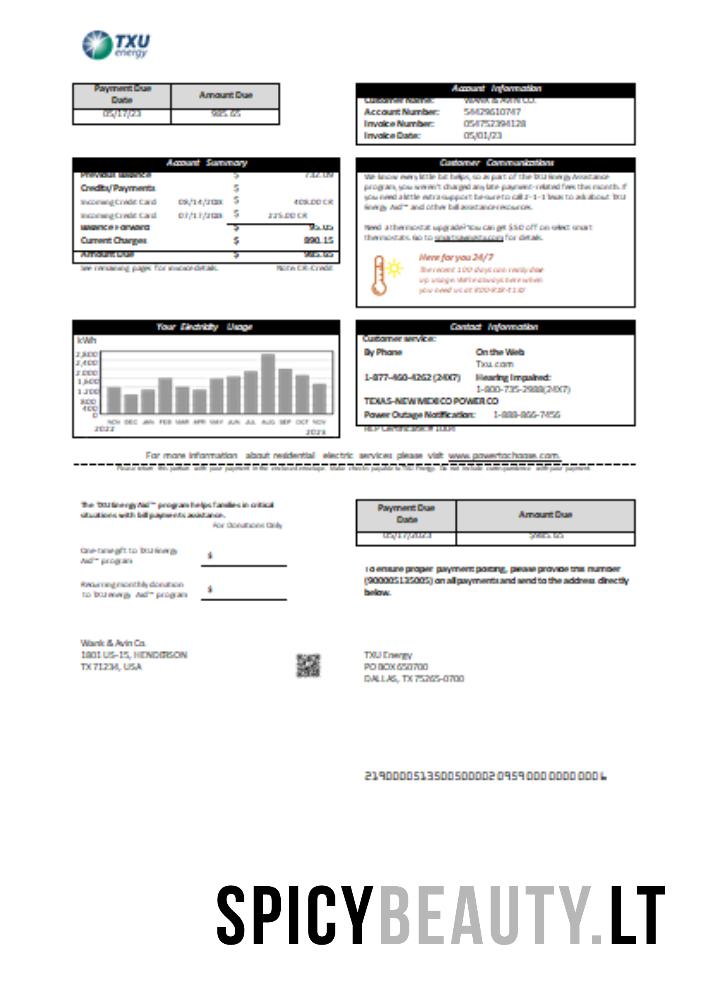 TXU
energy
Payment Due
Date
Amount Due
05/17/23
985.65
Account Information
Customer Name: WANK & AVIN CO.
Account Number: 54429610747
Invoice Number: 054752394128
Invoice Date: 05/01/23
Account Summary
Previous Balance $ 732.09
Credits/Payments $
Incoming Credit Card $ 409.00 CR
Incoming Credit Card 07/17/2023 $ 225.00 CR
Balance Forward $ 95.05
Current Charges $ 890.15
Amount Due $ 985.65
See remaining pages for invoice details. Note: CR-Credit
Customer Communications
We know every little bit helps, so as part of the TXU Energy Assistance
program, you weren't charged any late payment-related fees this month. If
you need a little extra support be sure to call 2-1-1 Texas to ask about TXU
Energy Aid™ and other bill assistance resources.
Need a thermostat upgrade? You can get $50 off on select smart
thermostats. Go to for details.
Here for you 24/7
The recent 100 days can really drive
up usage. We're always here when
you need us at
Your Electricity Usage
kWh
2,800
2,400
2,000
1,600
1,200
800
400
0
NOV DEC JAN FEB MAR APR MAY JUN JUL AUG SEP OCT NOV
2022 2023
Contact Information
Customer service:
By Phone On the Web
Txu.com
1-877-460-4262 (24X7) Hearing Impaired:
1-800-735-2988(24X7)
TEXAS-NEW MEXICO POWER CO
Power Outage Notification: 1-888-866-7456
REP Certificate# 1004
For more information about residential electric services please visit www.powertochoose.com.
Please return this portion with your payment in the enclosed envelope. Make checks payable to TXU Energy. Do not include correspondence with your payment.
The TXU Energy Aid™ program helps families in critical
situations with bill payments assistance.
For Donations Only
One-time gift to TXU Energy
Aid™ program
$
Recurring monthly donation
to TXU energy Aid™ program
$
Payment Due
Date
Amount Due
05/17/2023
$985.65
To ensure proper payment posting, please provide this number
(900005135005) on all payments and send to the address directly
below.
Wank & Avin Co.
1801 US-15, HENDERSON
TX 71234, USA
TXU Energy
PO BOX 650700
DALLAS, TX 75265-0700
SPICYBEAUTY.LT